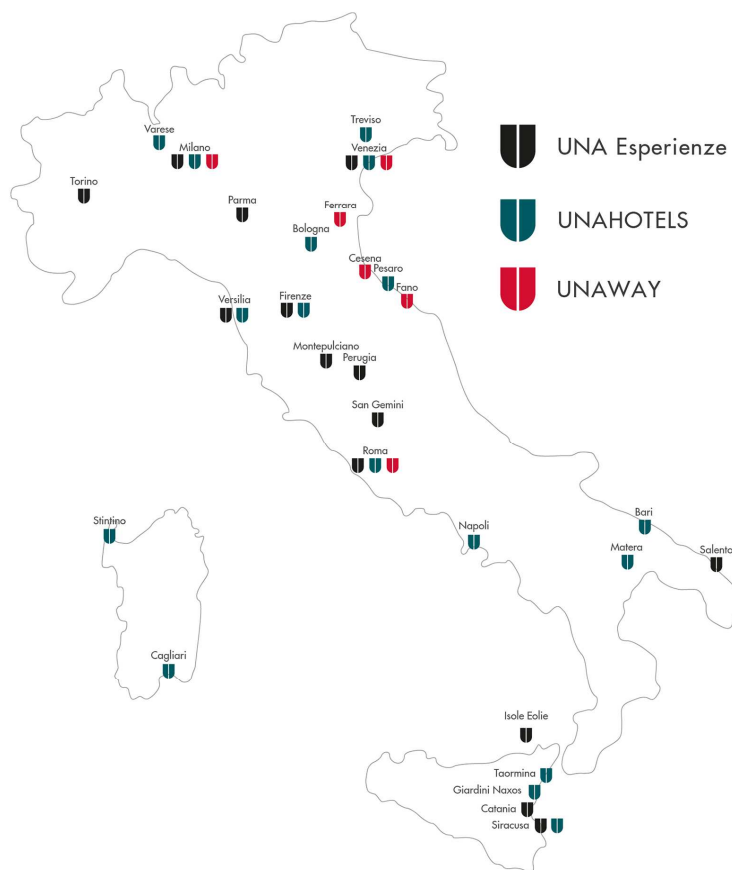 Treviso
Varese
Milano
Venezia
UNA Esperienze
Torino
Parma
Ferrara
Bologna
UNAHOTELS
Cesena
Pesaro
Fano
UNAWAY
Versilia
Firenze
Montepulciano
Perugia
San Gemini
Roma
Stintino
Napoli
Bari
Matera
Salento
Cagliari
Isole Eolie
Taormina
Giardini Naxos
Catania
Siracusa